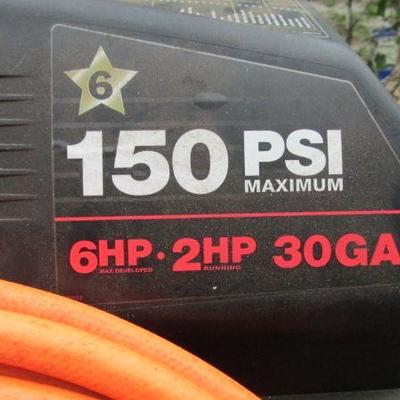 6
150 PSI
MAXIMUM
6HP · 2HP 30GA
MAX DEVELOPED RUNNING